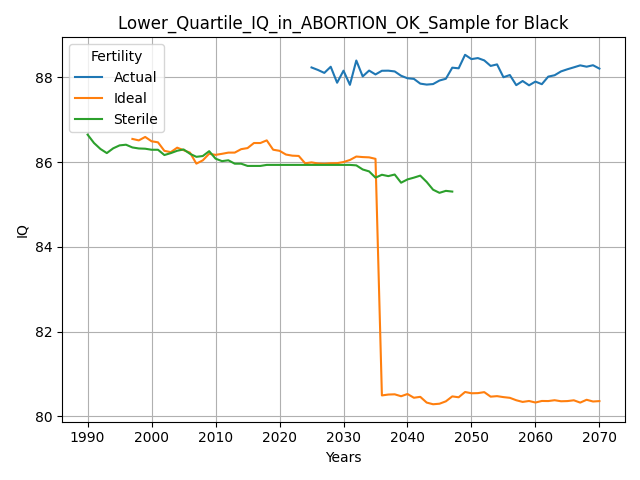 Lower_Quartile_IQ_in_ABORTION_OK_Sample for Black
Fertility
Actual
Ideal
Sterile
88
86
84
82
80
IQ
1990 2000 2010 2020 2030 2040 2050 2060 2070
Years